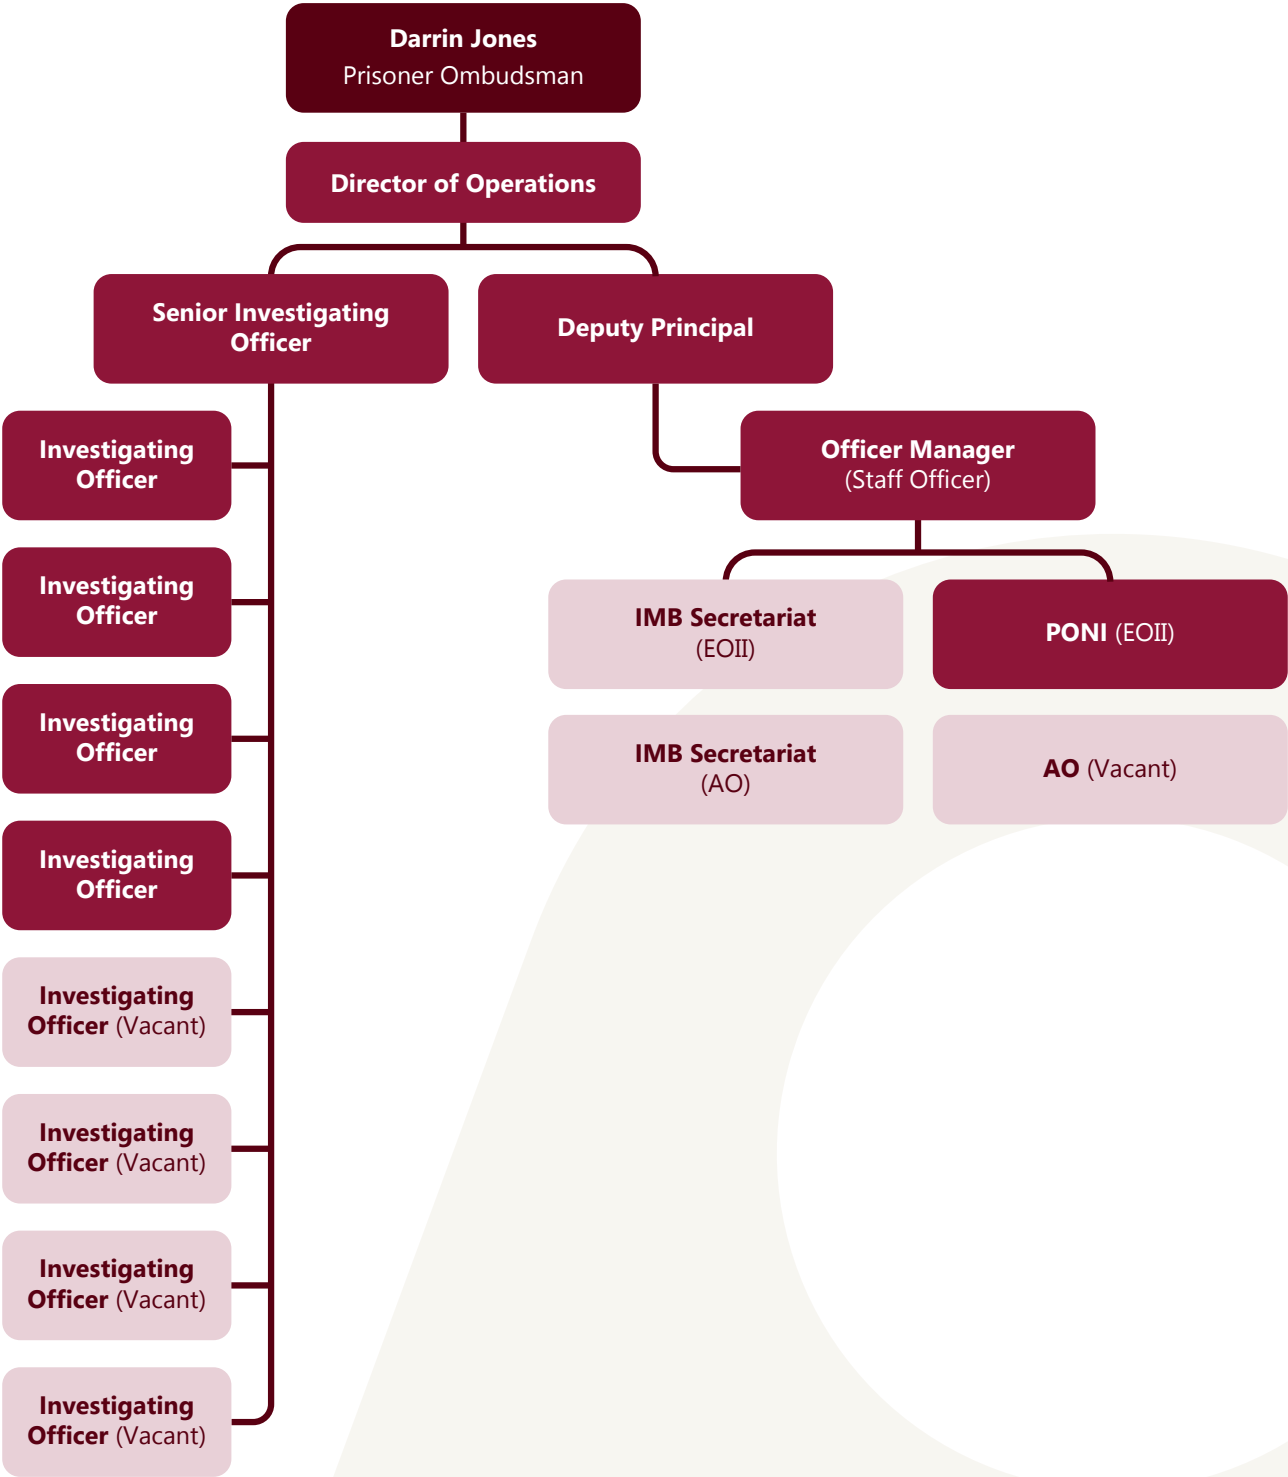 Darrin Jones
Prisoner Ombudsman
Director of Operations
Senior Investigating
Officer
Deputy Principal
Investigating
Officer
Officer Manager
(Staff Officer)
Investigating
Officer
IMB Secretariat
(EOII)
PONI (EOII)
Investigating
Officer
IMB Secretariat
(AO)
AO (Vacant)
Investigating
Officer
Investigating
Officer (Vacant)
Investigating
Officer (Vacant)
Investigating
Officer (Vacant)
Investigating
Officer (Vacant)